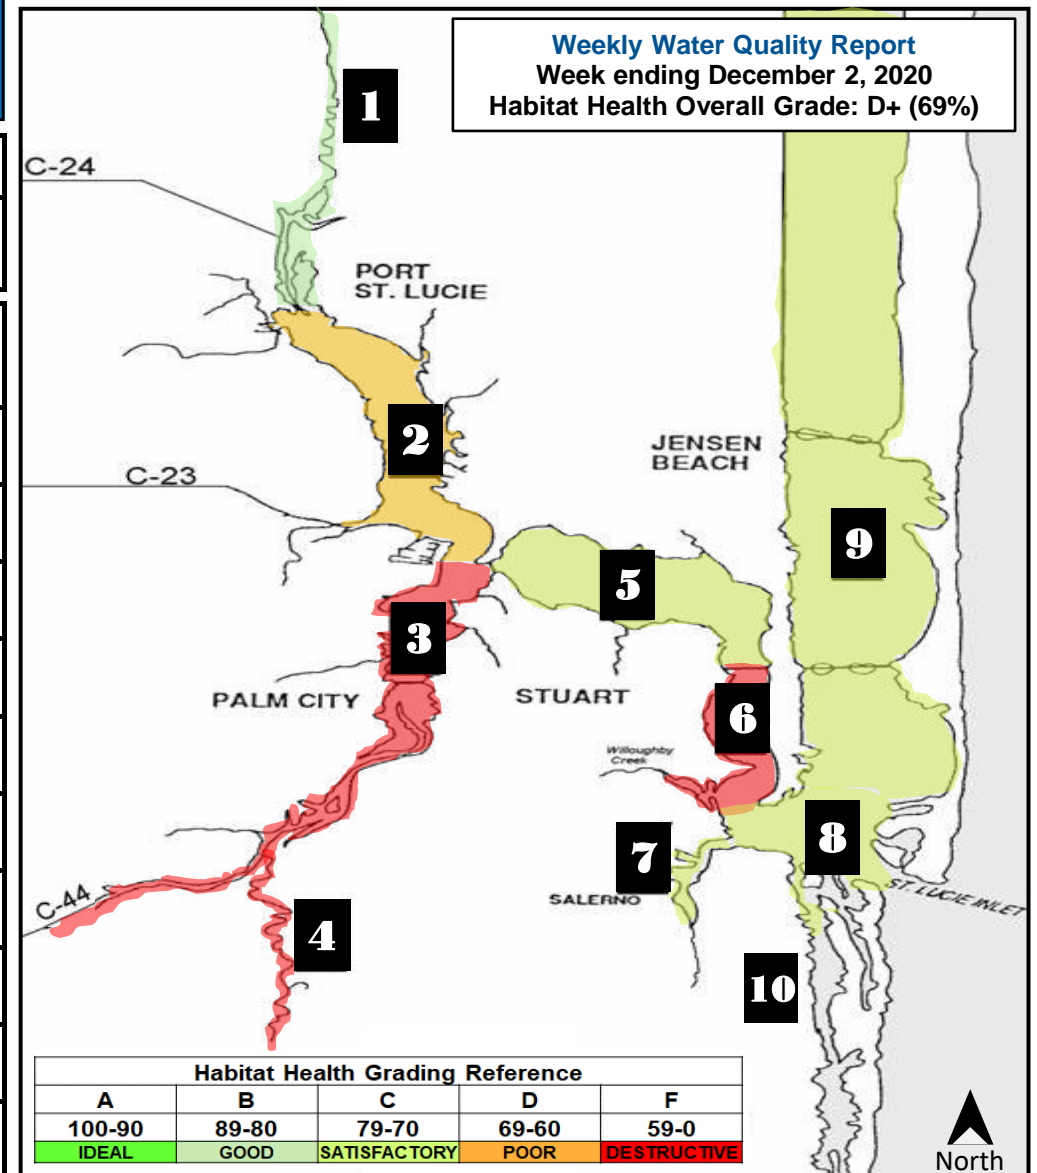 Weekly Water Quality Report
Week ending December 2, 2020
Habitat Health Overall Grade: D+ (69%)
1
C-24
PORT
ST. LUCIE
2
JENSEN
BEACH
C-23
9
5
3
PALM CITY
STUART
6
Willoughby
Creek
8
7
SALERNO
ST. LUCIE INLET
C-44
4
10
Habitat Health Grading Reference
A B C D F
100-90 89-80 79-70 69-60 59-0
IDEAL GOOD SATISFACTORY POOR DESTRUCTIVE
North